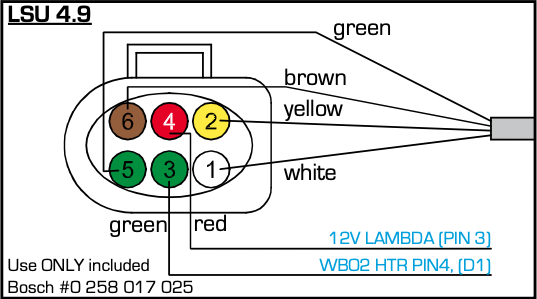 LSU 4.9
green
brown
yellow
6 4 2
5 3 1
white
green red
12V LAMBDA (PIN 3)
Use ONLY included
WBO2 HTR PIN4, (D1)
Bosch #0 258 017 025